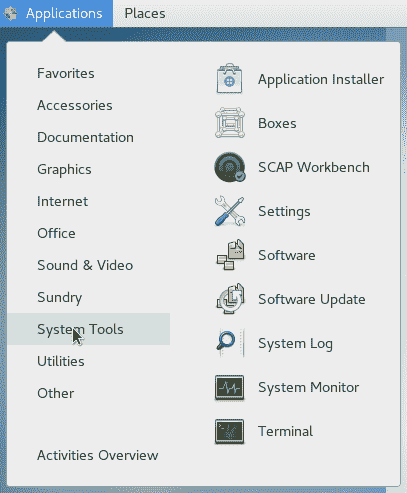 Applications Places
Favorites
Accessories
Documentation
Graphics
Internet
Office
Sound & Video
Sundry
System Tools
Utilities
Other
Activities Overview
Application Installer
Boxes
SCAP Workbench
Settings
Software
Software Update
System Log
System Monitor
Terminal